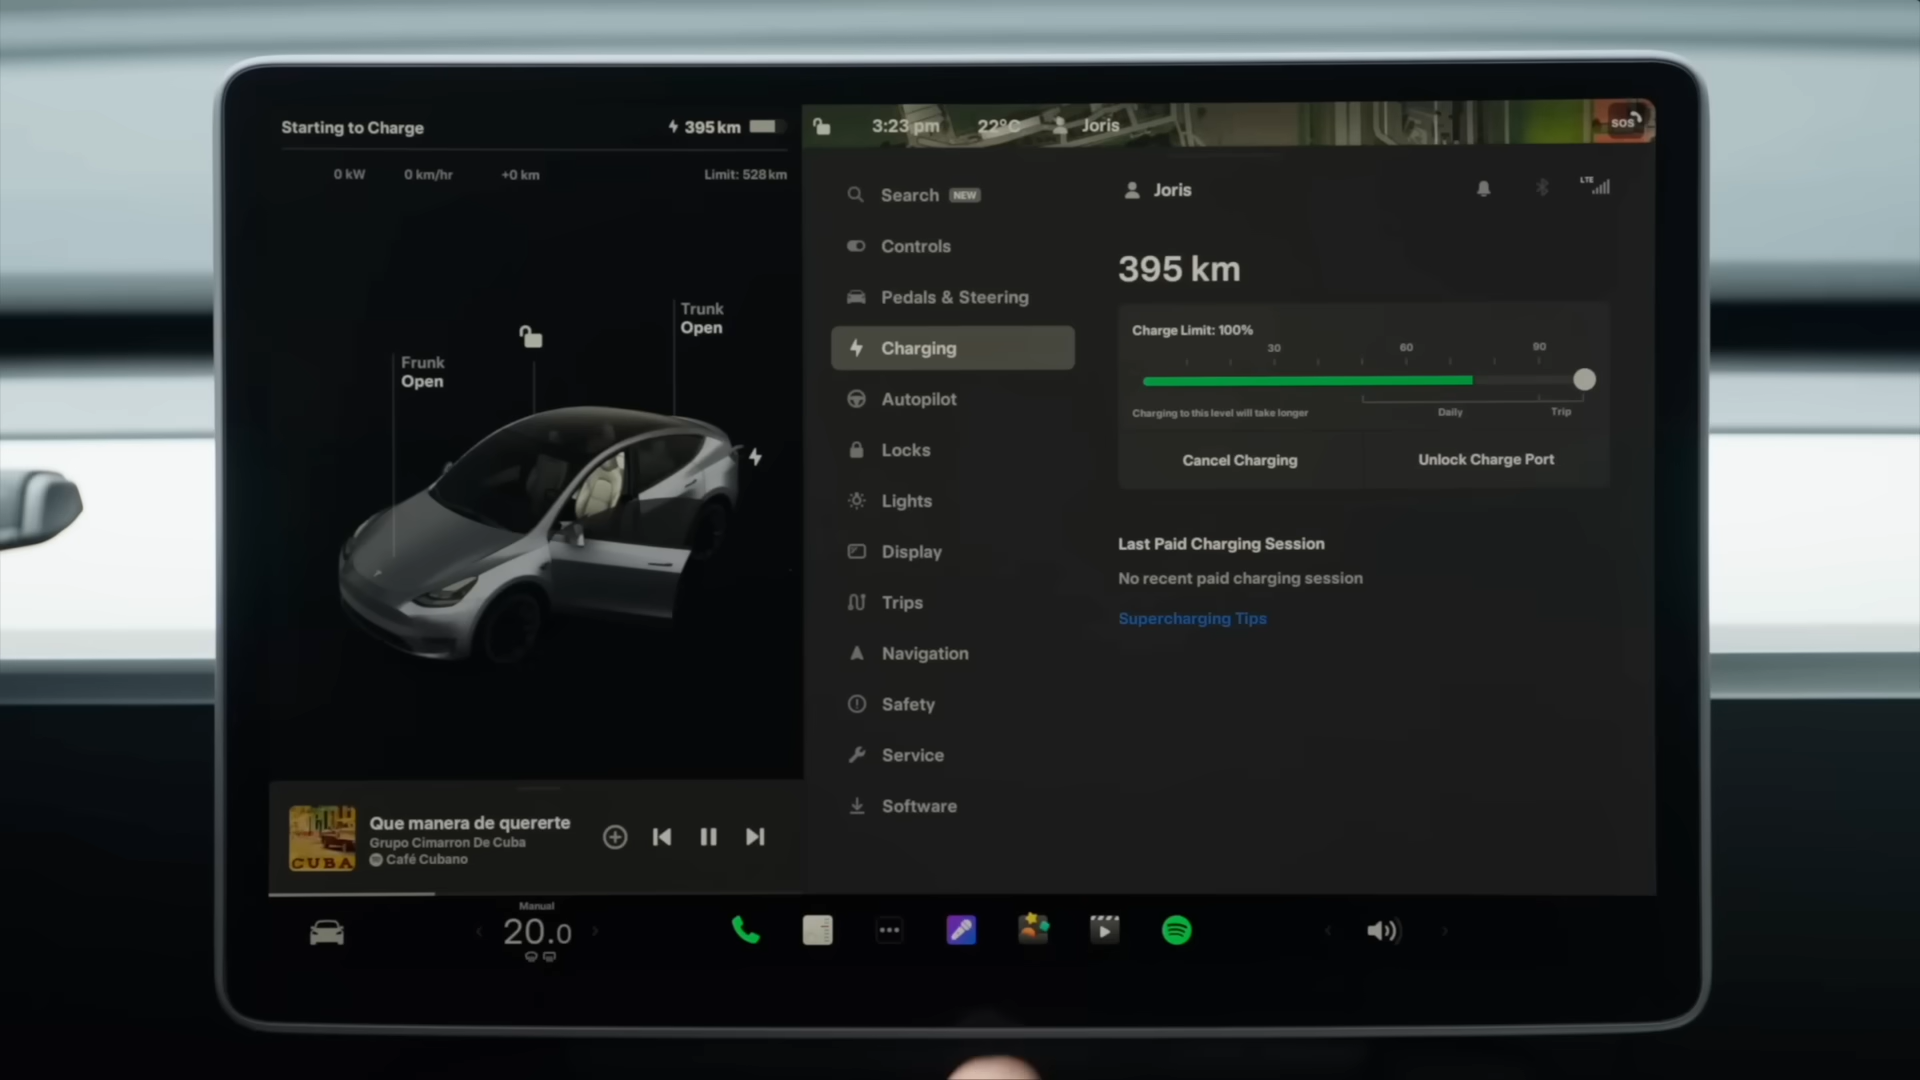 Starting to Charge
395 km
0 kW
0 km/hr
+0 km
Limit: 528 km
Trunk
Open
Frunk
Open
CUBA
Que manera de quererte
Grupo Cimarron De Cuba
Café Cubano
3:23 pm
22°C
Joris
SOS
Search NEW
Controls
Pedals & Steering
Charging
Autopilot
Locks
Lights
Display
Trips
Navigation
Safety
Service
Software
Joris
LTE
395 km
Charge Limit: 100%
30
60
90
Charging to this level will take longer
Daily
Trip
Cancel Charging
Unlock Charge Port
Last Paid Charging Session
No recent paid charging session
Supercharging Tips
Manual
20.0